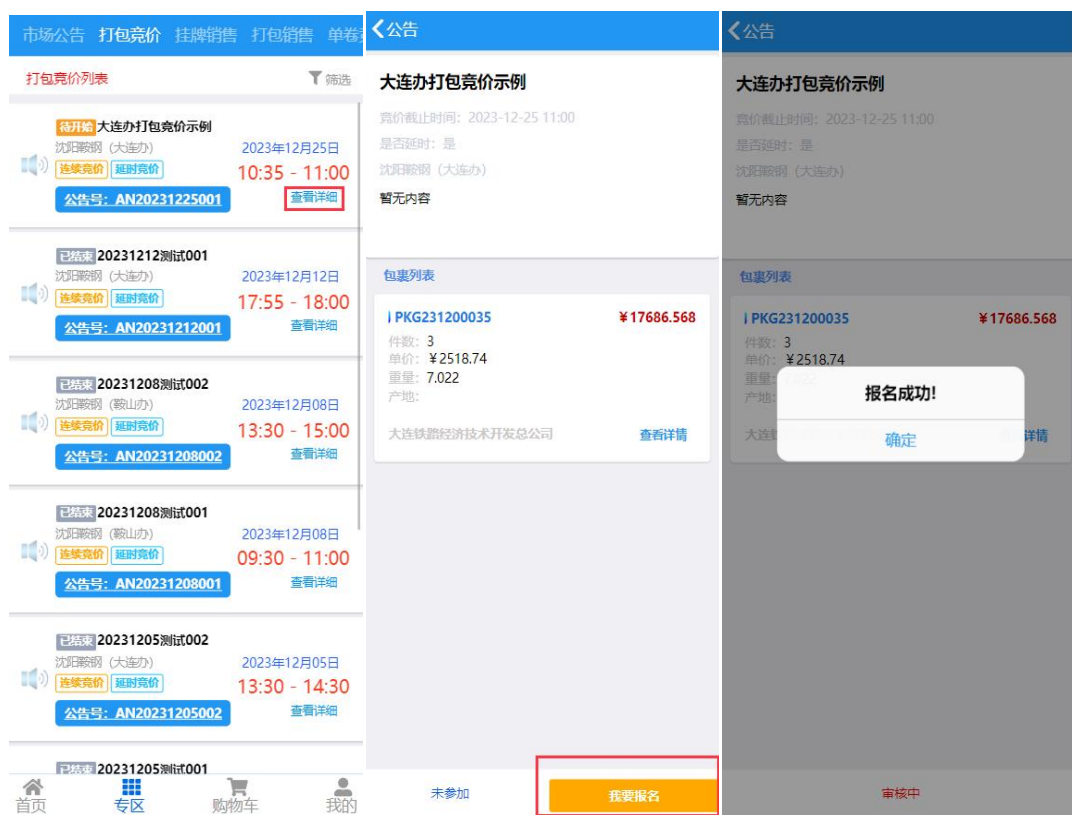 市场公告 打包竞价 挂牌销售 打包销售 单卷
打包竞价列表 筛选
待开始 大连办打包竞价示例
沈阳鞍钢（大连办） 2023年12月25日
连续竞价 延时竞价 10:35 - 11:00
公告号：AN20231225001 查看详细
已结束 20231212测试001
沈阳鞍钢（大连办） 2023年12月12日
连续竞价 延时竞价 17:55 - 18:00
公告号：AN20231212001 查看详细
已结束 20231208测试002
沈阳鞍钢（鞍山办） 2023年12月08日
连续竞价 延时竞价 13:30 - 15:00
公告号：AN20231208002 查看详细
已结束 20231208测试001
沈阳鞍钢（鞍山办） 2023年12月08日
连续竞价 延时竞价 09:30 - 11:00
公告号：AN20231208001 查看详细
已结束 20231205测试002
沈阳鞍钢（大连办） 2023年12月05日
连续竞价 延时竞价 13:30 - 14:30
公告号：AN20231205002 查看详细
已结束 20231205测试001
首页 专区 购物车 我的
公告
大连办打包竞价示例
竞价截止时间：2023-12-25 11:00
是否延时：是
沈阳鞍钢（大连办）
暂无内容
包裹列表
PKG231200035 ¥17686.568
件数：3
单价：¥2518.74
重量：7.022
产地：
大连铁路经济技术开发总公司 查看详情
未参加 我要报名
公告
大连办打包竞价示例
竞价截止时间：2023-12-25 11:00
是否延时：是
沈阳鞍钢（大连办）
暂无内容
包裹列表
PKG231200035 ¥17686.568
件数：3
单价：¥2518.74
重量：
产地：
报名成功!
大连 详情
确定
审核中